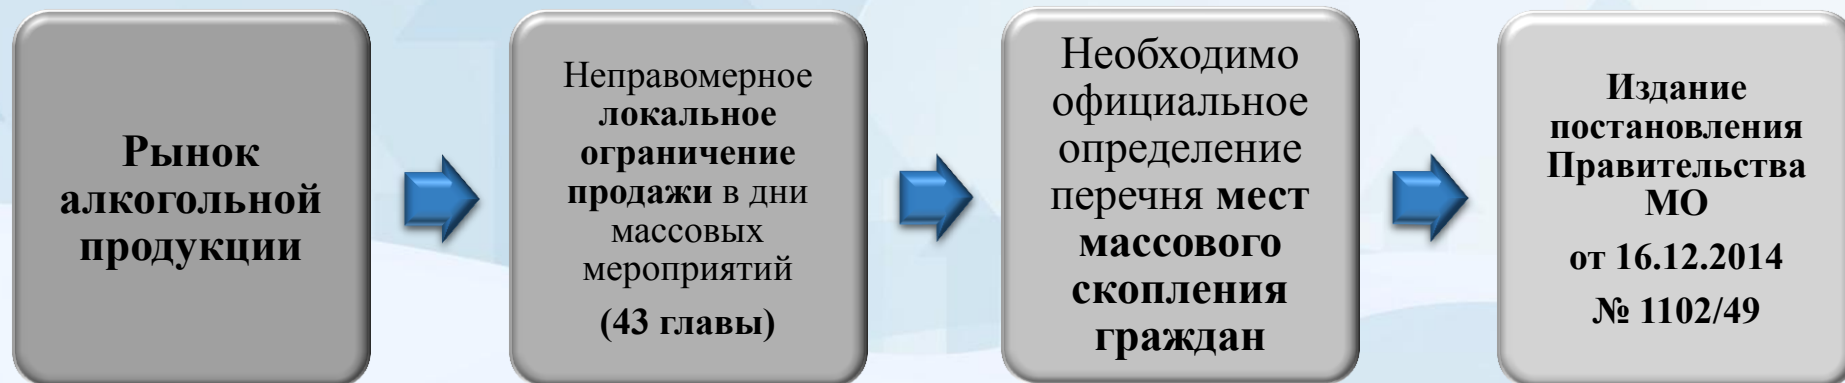 Рынок
алкогольной
продукции
Неправомерное
локальное
ограничение
продажи в дни
массовых
мероприятий
(43 главы)
Необходимо
официальное
определение
перечня мест
массового
скопления
граждан
Издание
постановления
Правительства
МО
от 16.12.2014
№ 1102/49